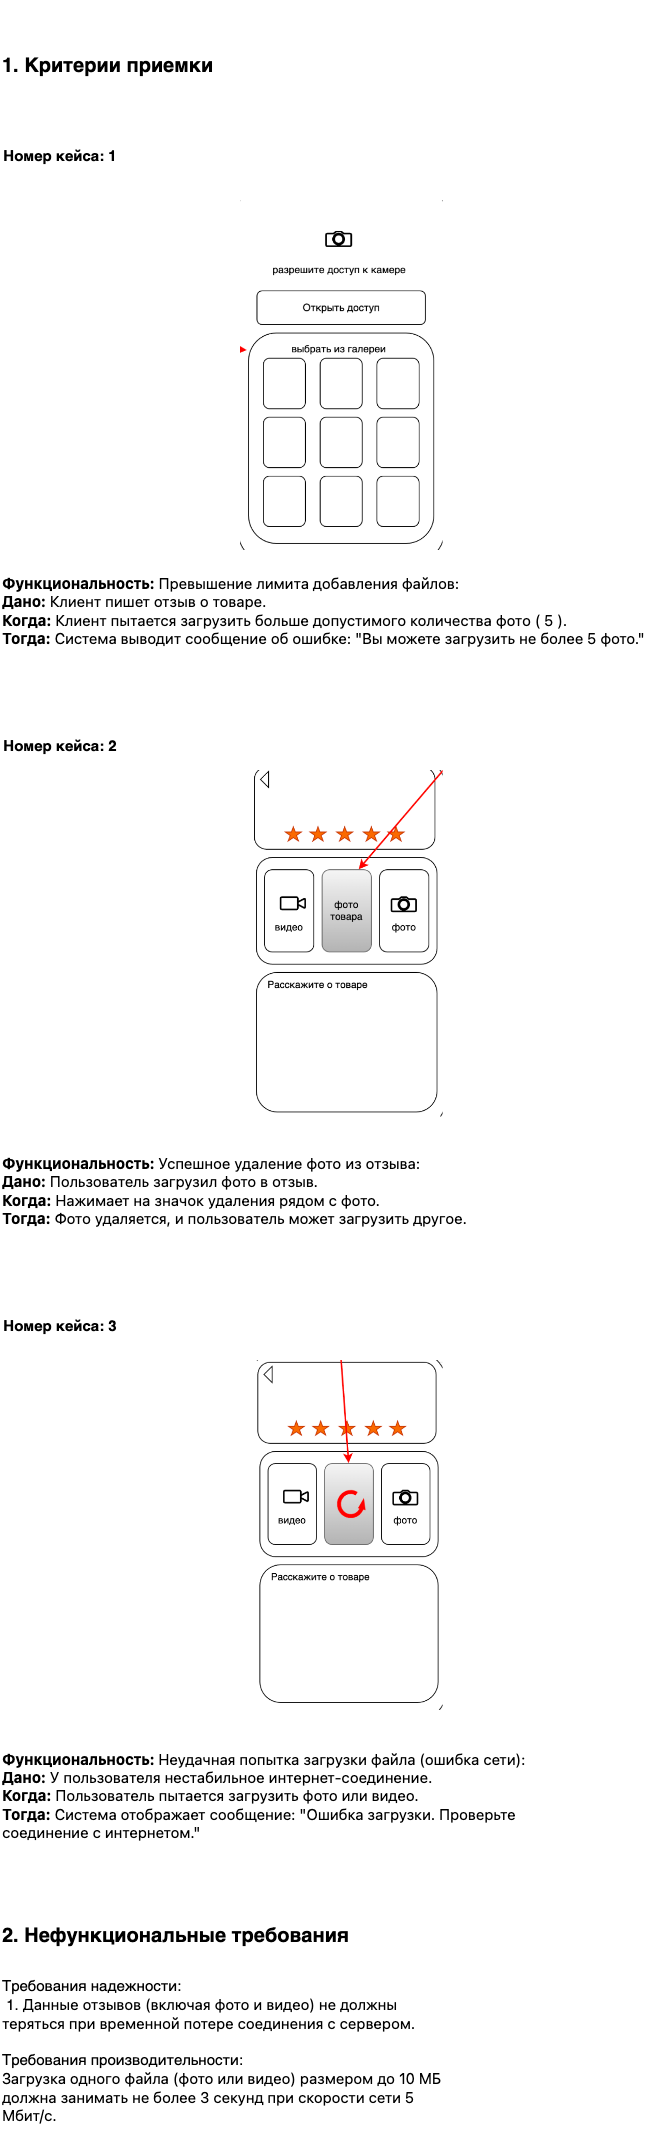 1. Критерии приемки
Номер кейса: 1
разрешите доступ к камере
Открыть доступ
выбрать из галереи
Функциональность: Превышение лимита добавления файлов:
Дано: Клиент пишет отзыв о товаре.
Когда: Клиент пытается загрузить больше допустимого количества фото ( 5 ).
Тогда: Система выводит сообщение об ошибке: "Вы можете загрузить не более 5 фото."
Номер кейса: 2
видео
фото
товара
фото
Расскажите о товаре
Функциональность: Успешное удаление фото из отзыва:
Дано: Пользователь загрузил фото в отзыв.
Когда: Нажимает на значок удаления рядом с фото.
Тогда: Фото удаляется, и пользователь может загрузить другое.
Номер кейса: 3
видео
фото
Расскажите о товаре
Функциональность: Неудачная попытка загрузки файла (ошибка сети):
Дано: У пользователя нестабильное интернет-соединение.
Когда: Пользователь пытается загрузить фото или видео.
Тогда: Система отображает сообщение: "Ошибка загрузки. Проверьте
соединение с интернетом."
2. Нефункциональные требования
Требования надежности:
1. Данные отзывов (включая фото и видео) не должны
теряться при временной потере соединения с сервером.
Требования производительности:
Загрузка одного файла (фото или видео) размером до 10 МБ
должна занимать не более 3 секунд при скорости сети 5
Мбит/с.